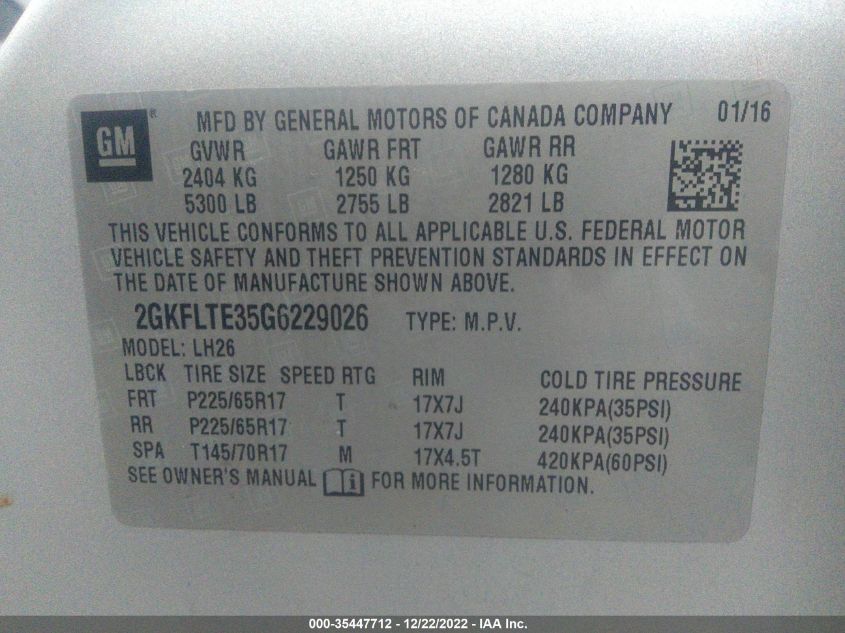 GM ® MFD BY GENERAL MOTORS OF CANADA COMPANY 01/16
GVWR GAWR FRT GAWR RR
2404 KG 1250 KG 1280 KG
5300 LB 2755 LB 2821 LB
THIS VEHICLE CONFORMS TO ALL APPLICABLE U.S. FEDERAL MOTOR
VEHICLE SAFETY AND THEFT PREVENTION STANDARDS IN EFFECT ON
THE DATE OF MANUFACTURE SHOWN ABOVE.
2GKFLTE35G6229026 TYPE: M.P.V.
MODEL: LH26
LBCK TIRE SIZE SPEED RTG RIM COLD TIRE PRESSURE
FRT P225/65R17 T 17X7J 240KPA(35PSI)
RR P225/65R17 T 17X7J 240KPA(35PSI)
SPA T145/70R17 M 17X4.5T 420KPA(60PSI)
SEE OWNER'S MANUAL i FOR MORE INFORMATION.
000-35447712 - 12/22/2022 - IAA Inc.